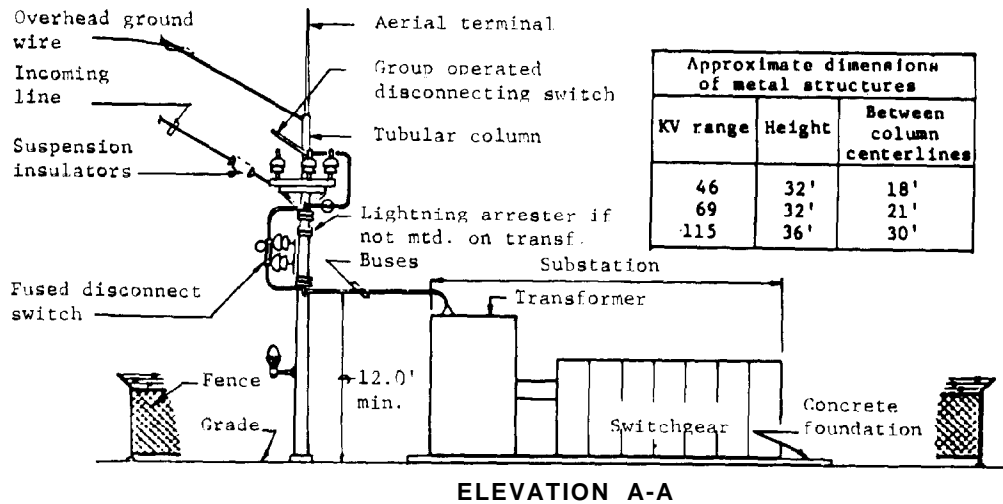 Overhead ground
wire
Incoming
line
Suspension
insulators
Fused disconnect
switch
Fence
Grade
Aerial terminal
Group operated
disconnecting switch
Tubular column
Lightning arrester if
not mtd. on transf.
Buses
Substation
Transformer
12.0'
min.
Switchgear
Concrete
foundation
Approximate dimensions
of metal structures
KV range Height Between
column
centerlines
46 32' 18'
69 32' 21'
115 36' 30'
ELEVATION A-A